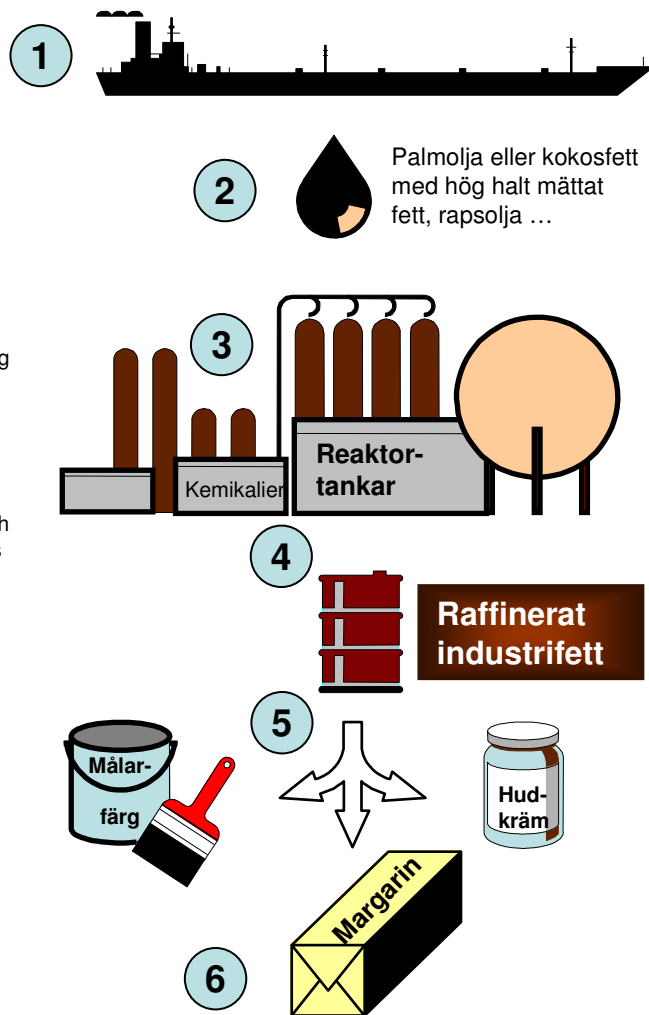 1
2
Palmolja eller kokosfett
med hög halt mättat
fett, rapsolja …
3
g
Reaktor-
tankar
Kemikalier
h
s
4
Raffinerat
industrifett
5
Målar-
färg
Hud-
kräm
Margarin
6